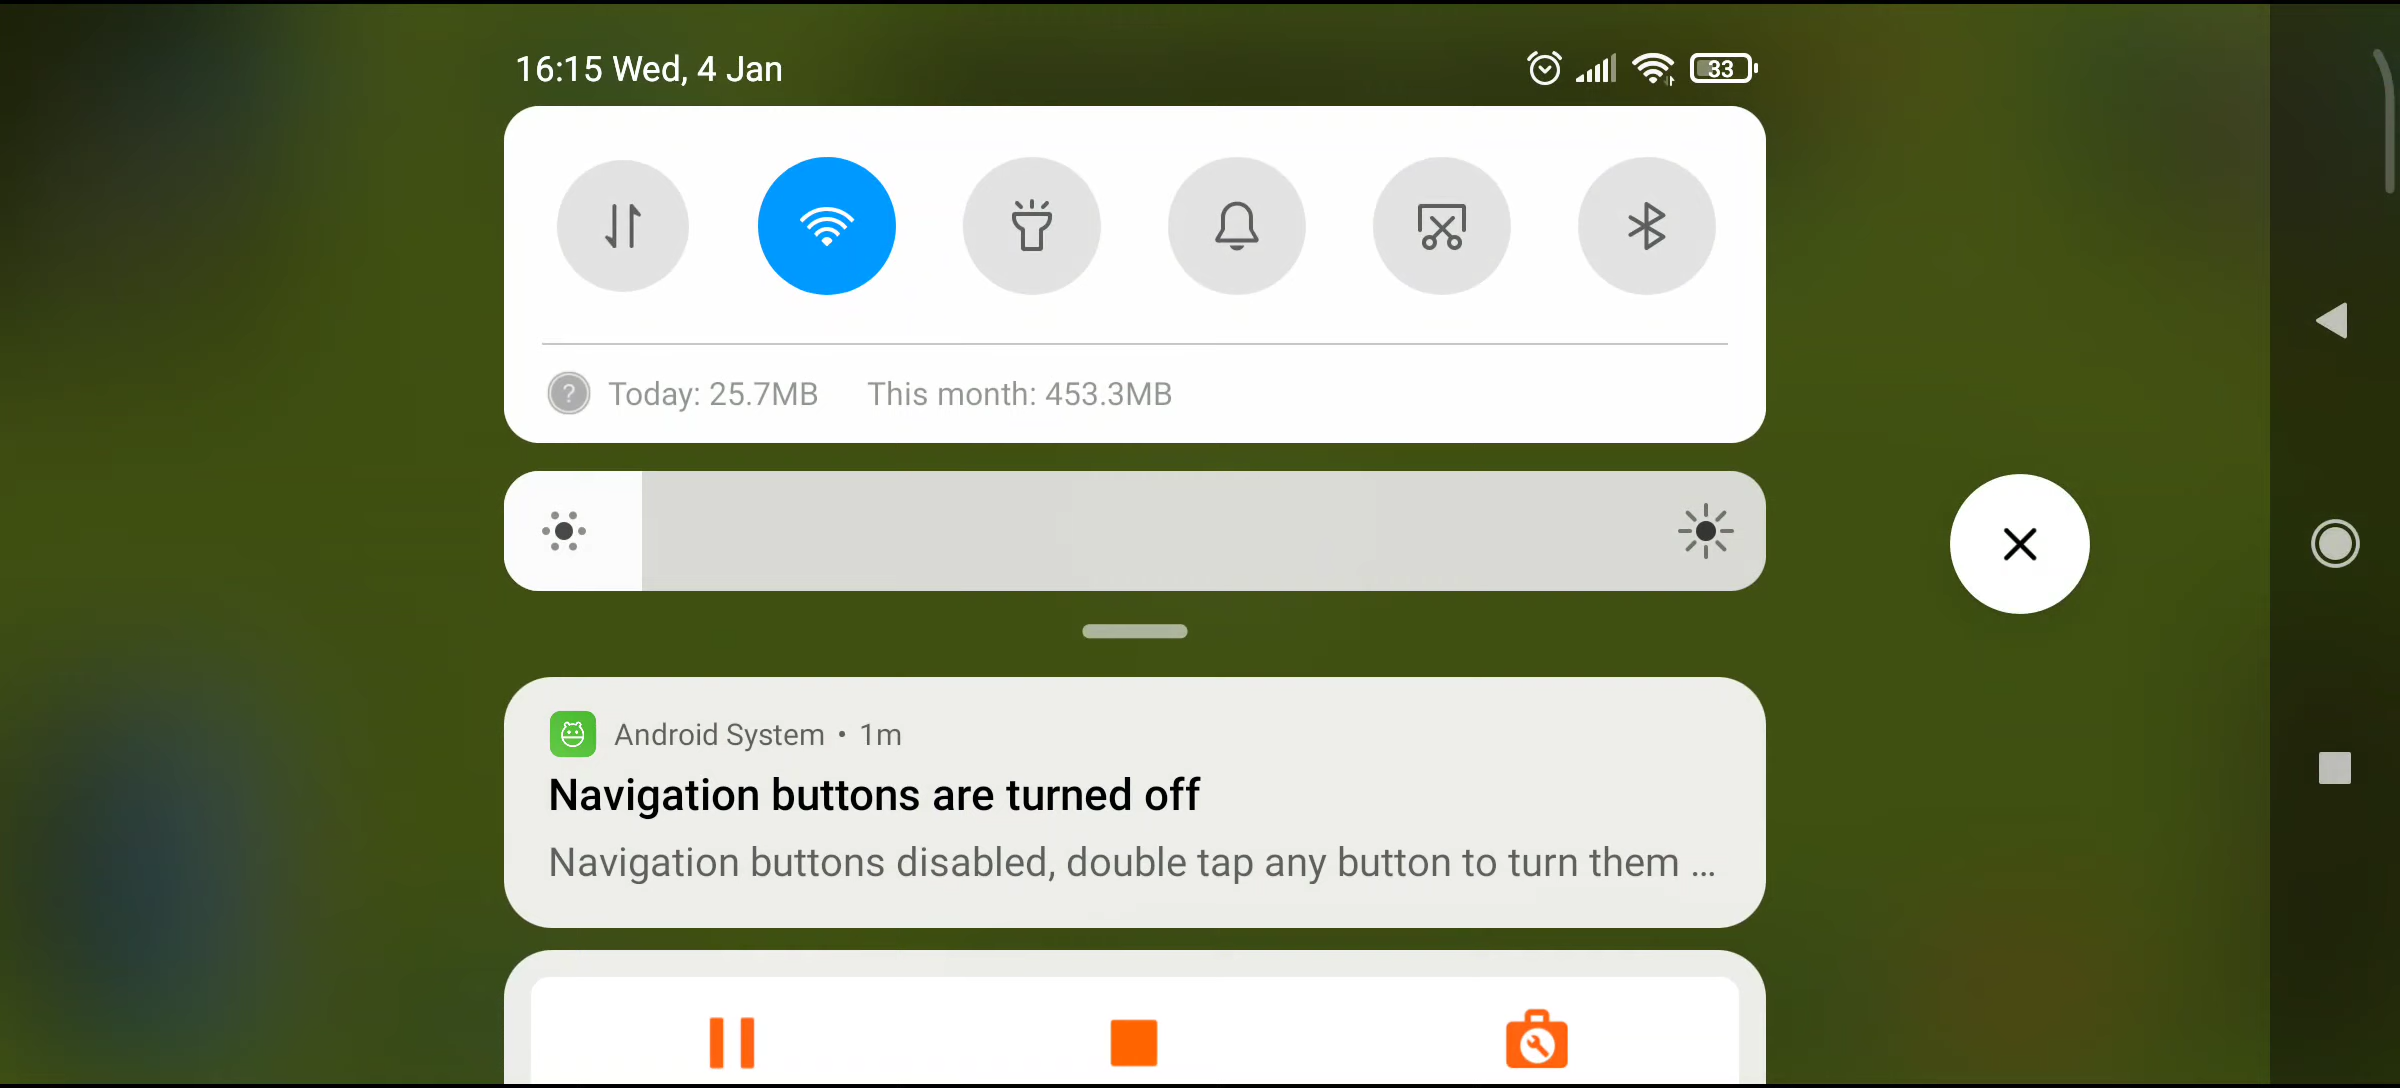 16:15 Wed, 4 Jan
33
? Today: 25.7MB This month: 453.3MB
Android System • 1m
Navigation buttons are turned off
Navigation buttons disabled, double tap any button to turn them ...